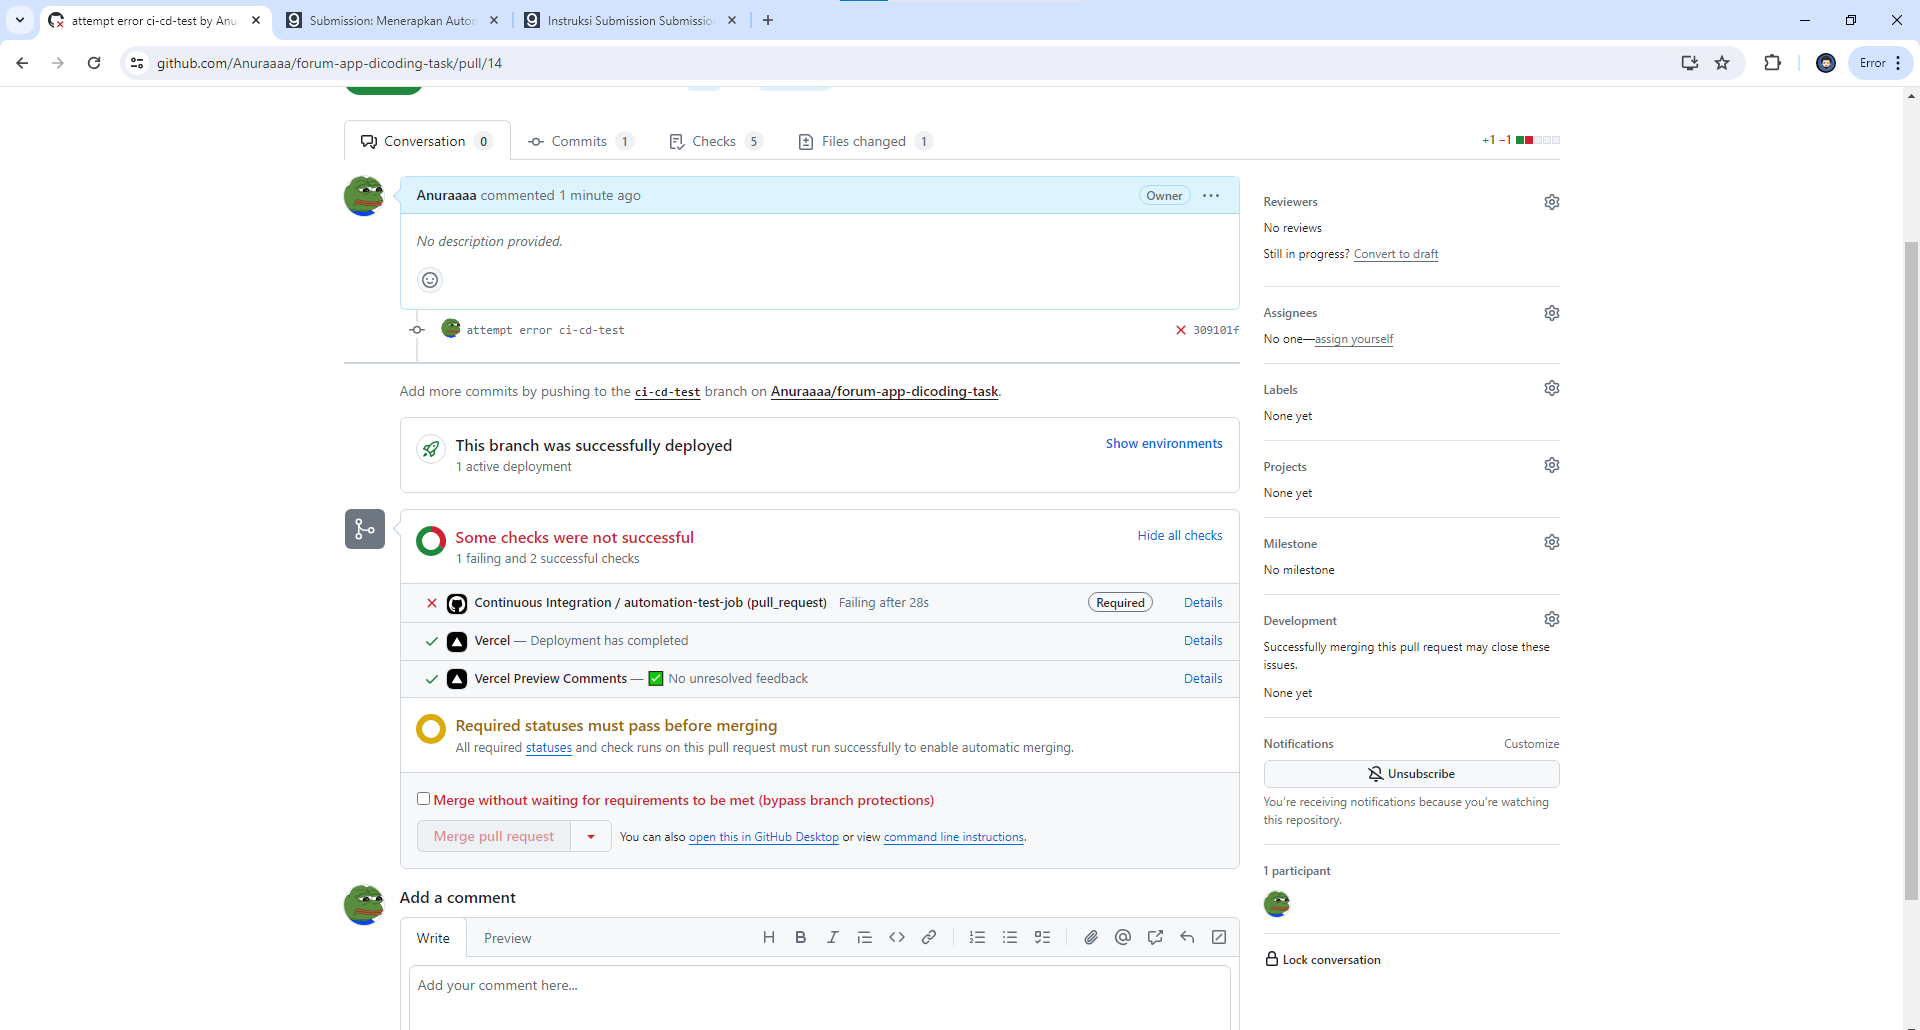 attempt error ci-cd-test by Anu
Submission: Menerapkan Autom
Instruksi Submission Submissio
github.com/Anuraaaa/forum-app-dicoding-task/pull/14
Error
Conversation 0
Commits 1
Checks 5
Files changed 1
+1 −1
Anuraaaa commented 1 minute ago
Owner
No description provided.
attempt error ci-cd-test
309101f
Add more commits by pushing to the ci-cd-test branch on Anuraaaa/forum-app-dicoding-task.
This branch was successfully deployed
Show environments
1 active deployment
Some checks were not successful
Hide all checks
1 failing and 2 successful checks
Continuous Integration / automation-test-job (pull_request) Failing after 28s
Required
Details
Vercel — Deployment has completed
Details
Vercel Preview Comments — ✅ No unresolved feedback
Details
Required statuses must pass before merging
All required statuses and check runs on this pull request must run successfully to enable automatic merging.
Merge without waiting for requirements to be met (bypass branch protections)
Merge pull request
You can also open this in GitHub Desktop or view command line instructions.
Add a comment
Write
Preview
Add your comment here...
Reviewers
No reviews
Still in progress? Convert to draft
Assignees
No one—assign yourself
Labels
None yet
Projects
None yet
Milestone
No milestone
Development
Successfully merging this pull request may close these
issues.
None yet
Notifications
Customize
Unsubscribe
You're receiving notifications because you're watching
this repository.
1 participant
Lock conversation